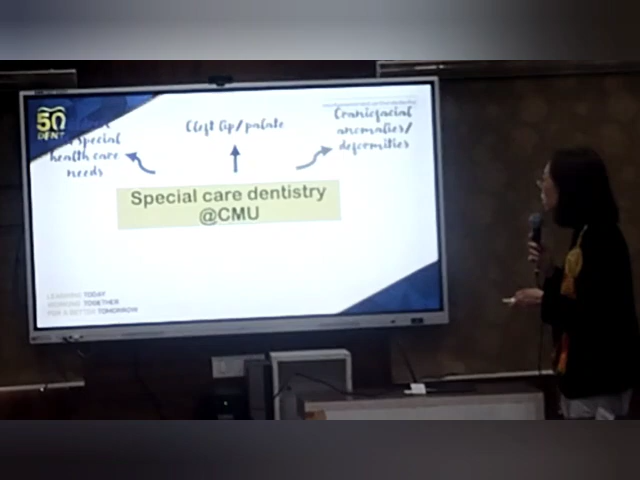 50
DENT
special
health care
needs
Cleft lip/palate
Craniofacial
anomalies/
deformities
Special care dentistry
@CMU
LEARNING TODAY
WORKING TOGETHER
FOR A BETTER TOMORROW